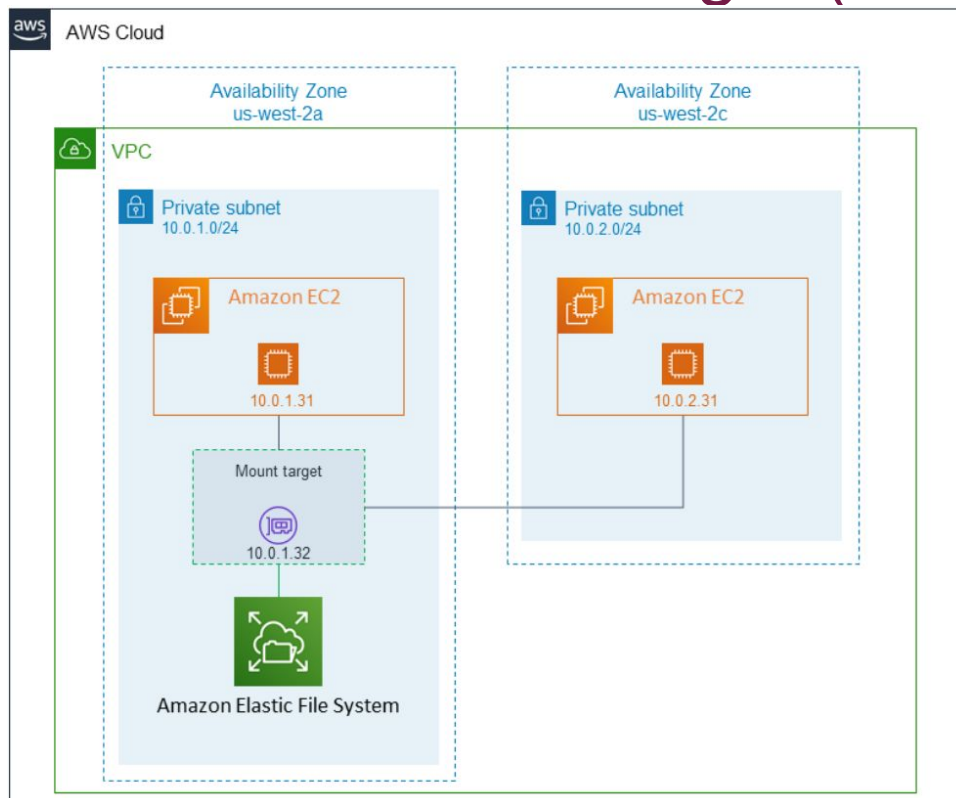 aws
AWS Cloud
Availability Zone
us-west-2a
Availability Zone
us-west-2c
VPC
Private subnet
10.0.1.0/24
Private subnet
10.0.2.0/24
Amazon EC2
10.0.1.31
Amazon EC2
10.0.2.31
Mount target
10.0.1.32
Amazon Elastic File System